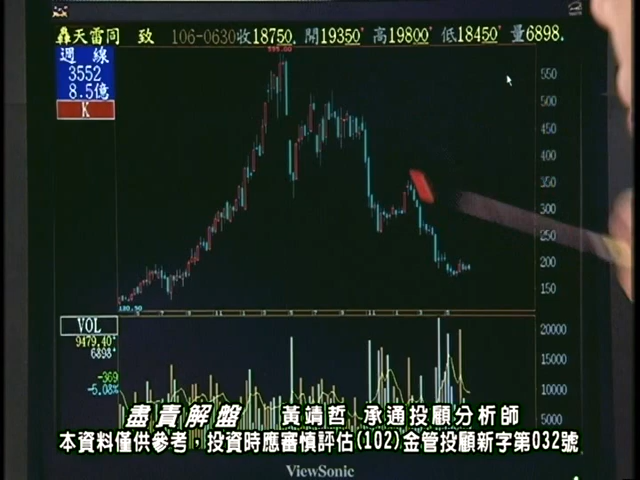 轟天雷同 致 106-0630收18750 開19350 高19800 低18450 量6898
週 線
3552
8.5億
K
595.00
550
500
450
400
350
300
250
200
150
VOL
9479.40
6898
-369
-5.08%
20000
15000
10000
5000
盡責解盤 黃靖哲 承通投顧分析師
本資料僅供參考,投資時應審慎評估(102)金管投顧新字第032號
ViewSonic